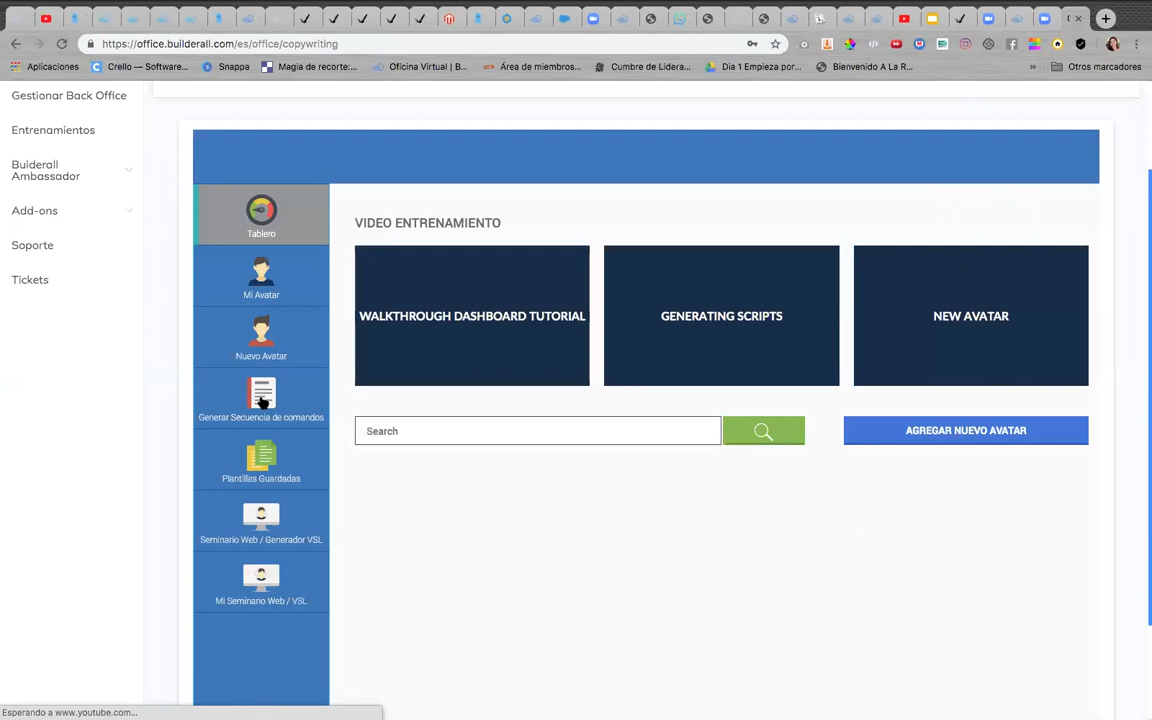 https://office.builderall.com/es/office/copywriting
Aplicaciones
Crello — Software...
Snappa
Magia de recorte:...
Oficina Virtual | B...
Área de miembros...
Cumbre de Lidera...
Dia 1 Empieza por...
Bienvenido A La R...
»
Otros marcadores
Gestionar Back Office
Entrenamientos
Buiderall
Ambassador
Add-ons
Soporte
Tickets
Tablero
Mi Avatar
Nuevo Avatar
Generar Secuencia de comandos
Plantillas Guardadas
Seminario Web / Generador VSL
Mi Seminario Web / VSL
VIDEO ENTRENAMIENTO
WALKTHROUGH DASHBOARD TUTORIAL
GENERATING SCRIPTS
NEW AVATAR
Search
AGREGAR NUEVO AVATAR
Esperando a www.youtube.com...